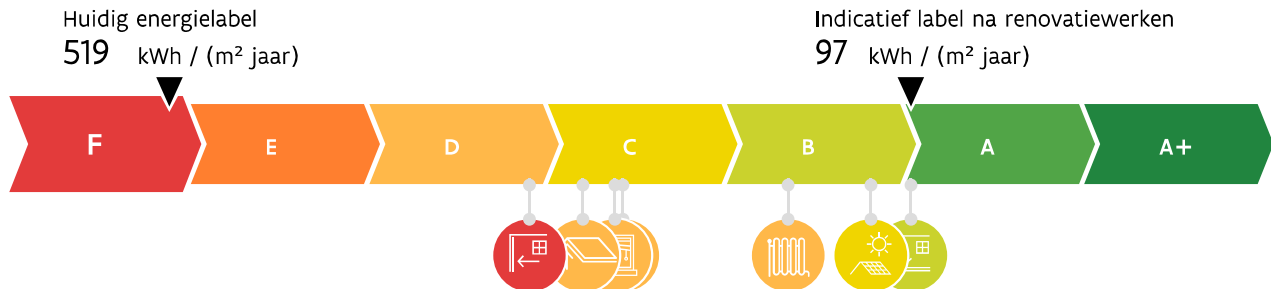 Huidig energielabel
519 kWh / (m² jaar)
Indicatief label na renovatiewerken
97 kWh / (m² jaar)
F E D C B A A+